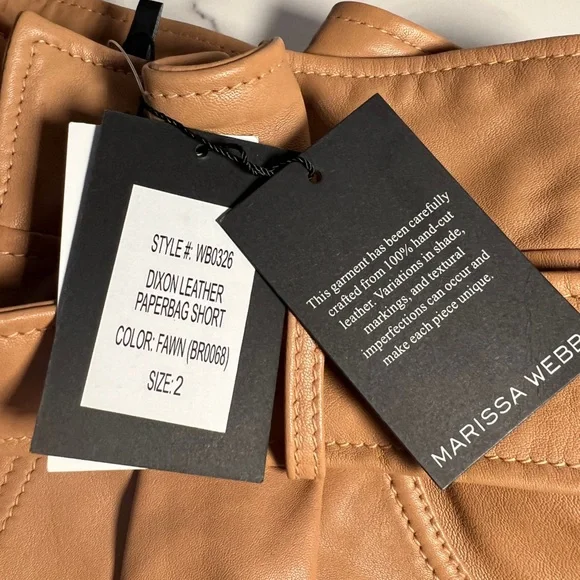 STYLE #: WB0326
DIXON LEATHER
PAPERBAG SHORT
COLOR: FAWN (BR0068)
SIZE: 2
This garment has been carefully
crafted from 100% hand-cut
leather. Variations in shade,
markings, and textural
imperfections can occur and
make each piece unique.
MARISSA WEBB